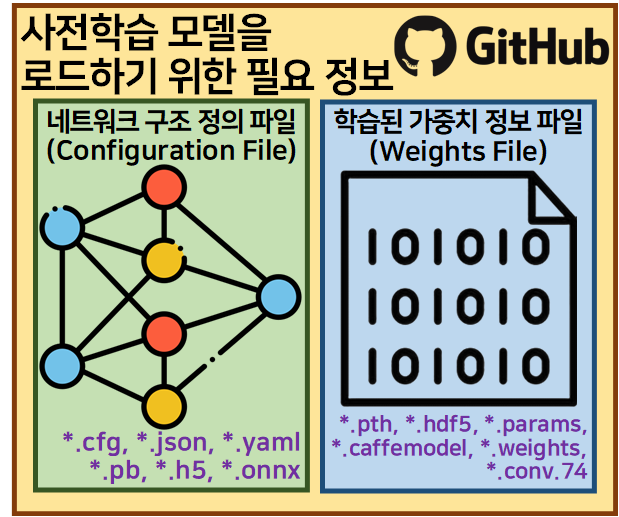 사전학습 모델을
로드하기 위한 필요 정보
GitHub
네트워크 구조 정의 파일
(Configuration File)
*.cfg, *.json, *.yaml
*.pb, *.h5, *.onnx
학습된 가중치 정보 파일
(Weights File)
101010
101010
101010
*.pth, *.hdf5, *.params,
*.caffemodel, *.weights,
*.conv.74